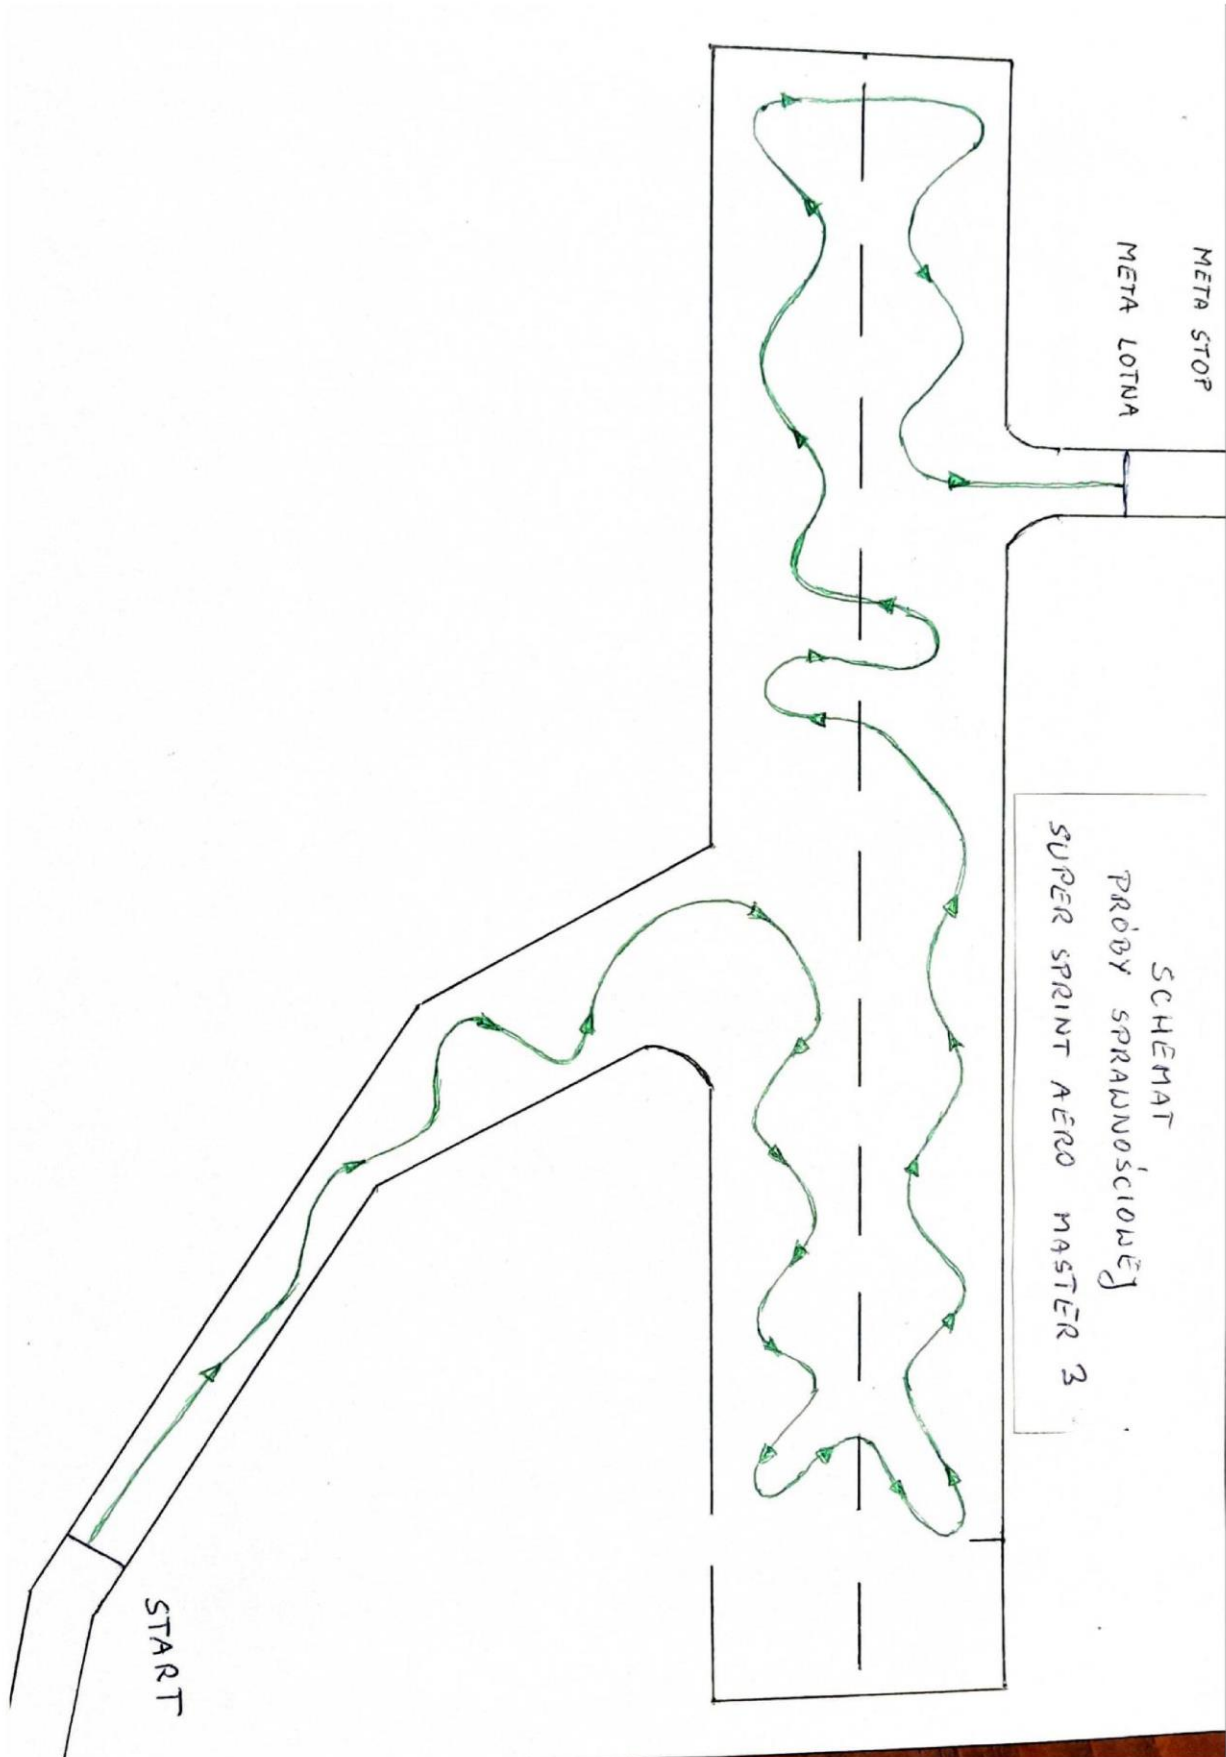 SCHEMAT
PRÓBY SPRAWNOŚCIOWEJ
SUPER SPRINT AERO MASTER 3
META STOP
META LOTNA
START